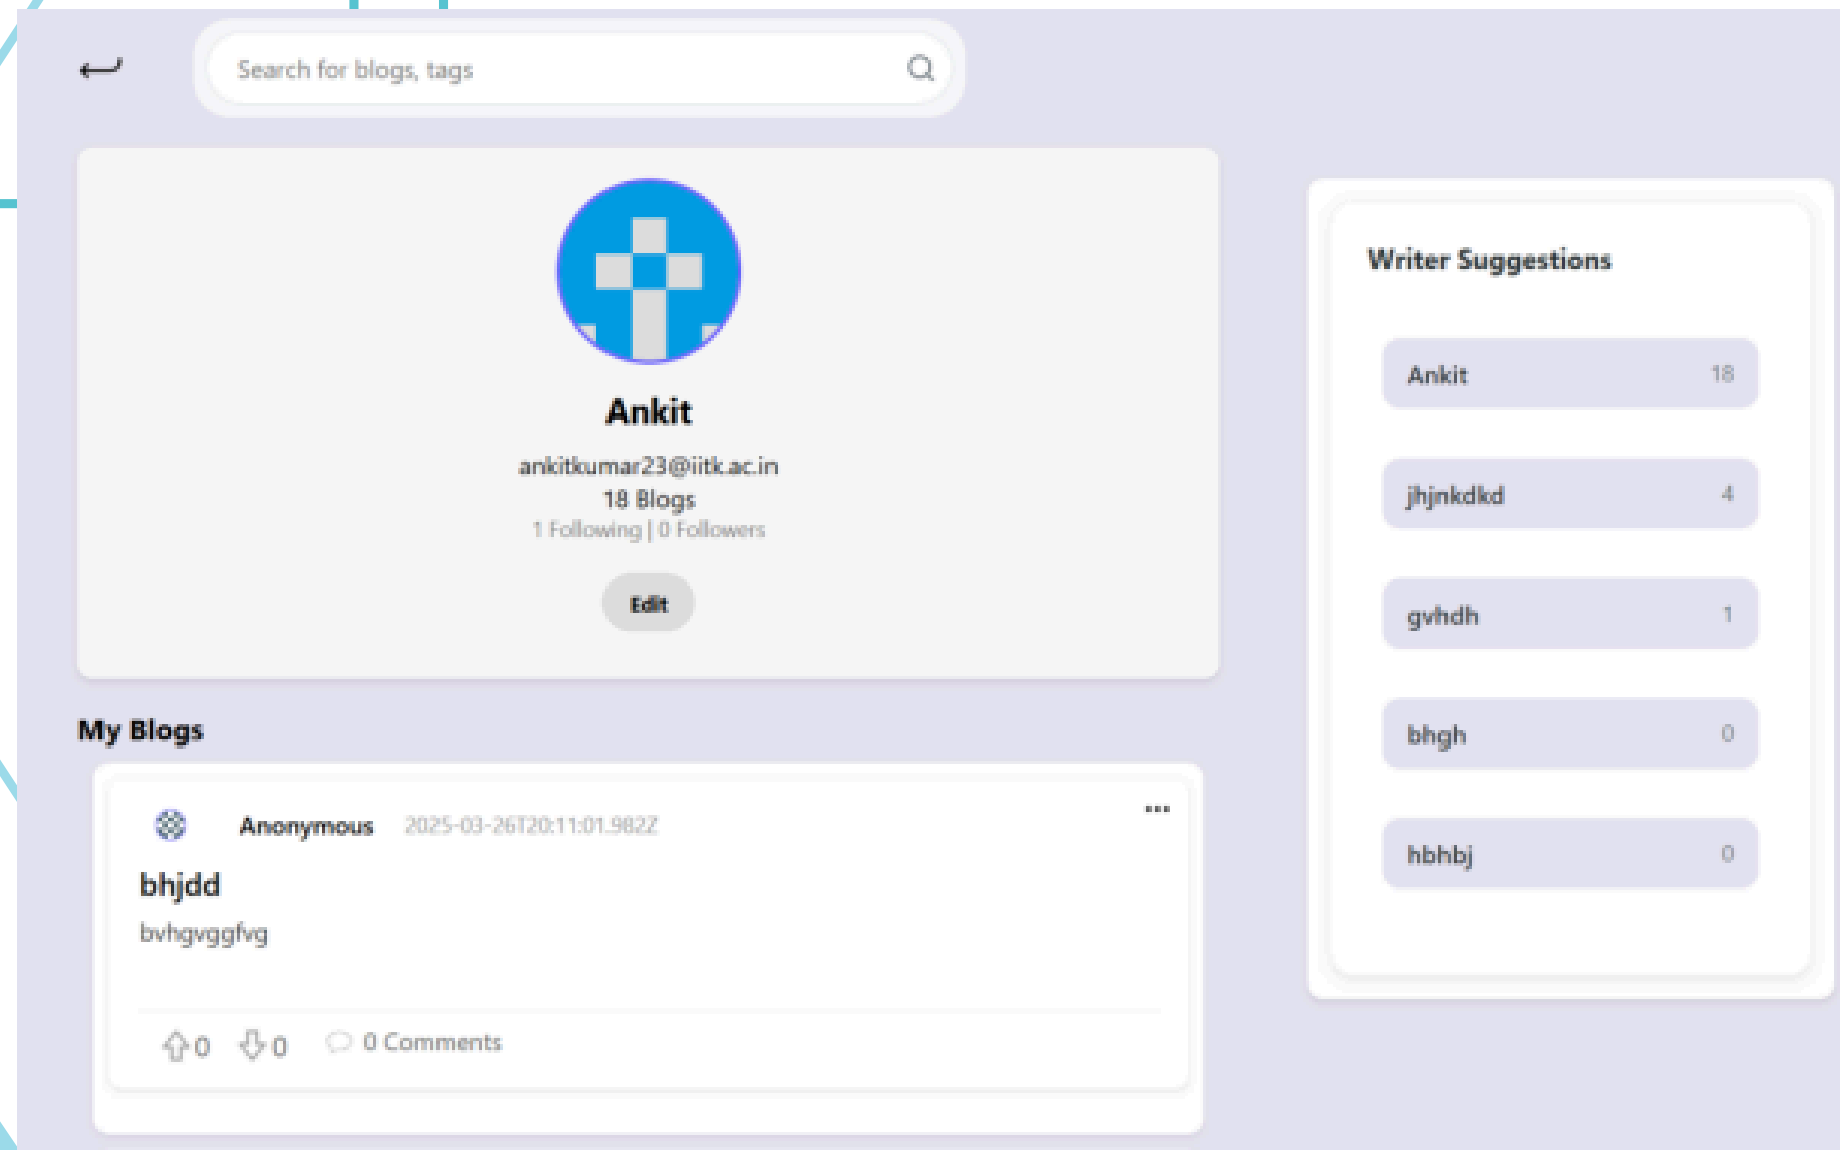 Search for blogs, tags
Ankit
ankitkumar23@iitk.ac.in
18 Blogs
1 Following | 0 Followers
Edit
My Blogs
Anonymous 2025-03-26T20:11:01.982Z
bhjdd
bvhgvggfvg
0 0 0 Comments
Writer Suggestions
Ankit 18
jhjnkdkd 4
gvhdh 1
bhgh 0
hbhbj 0